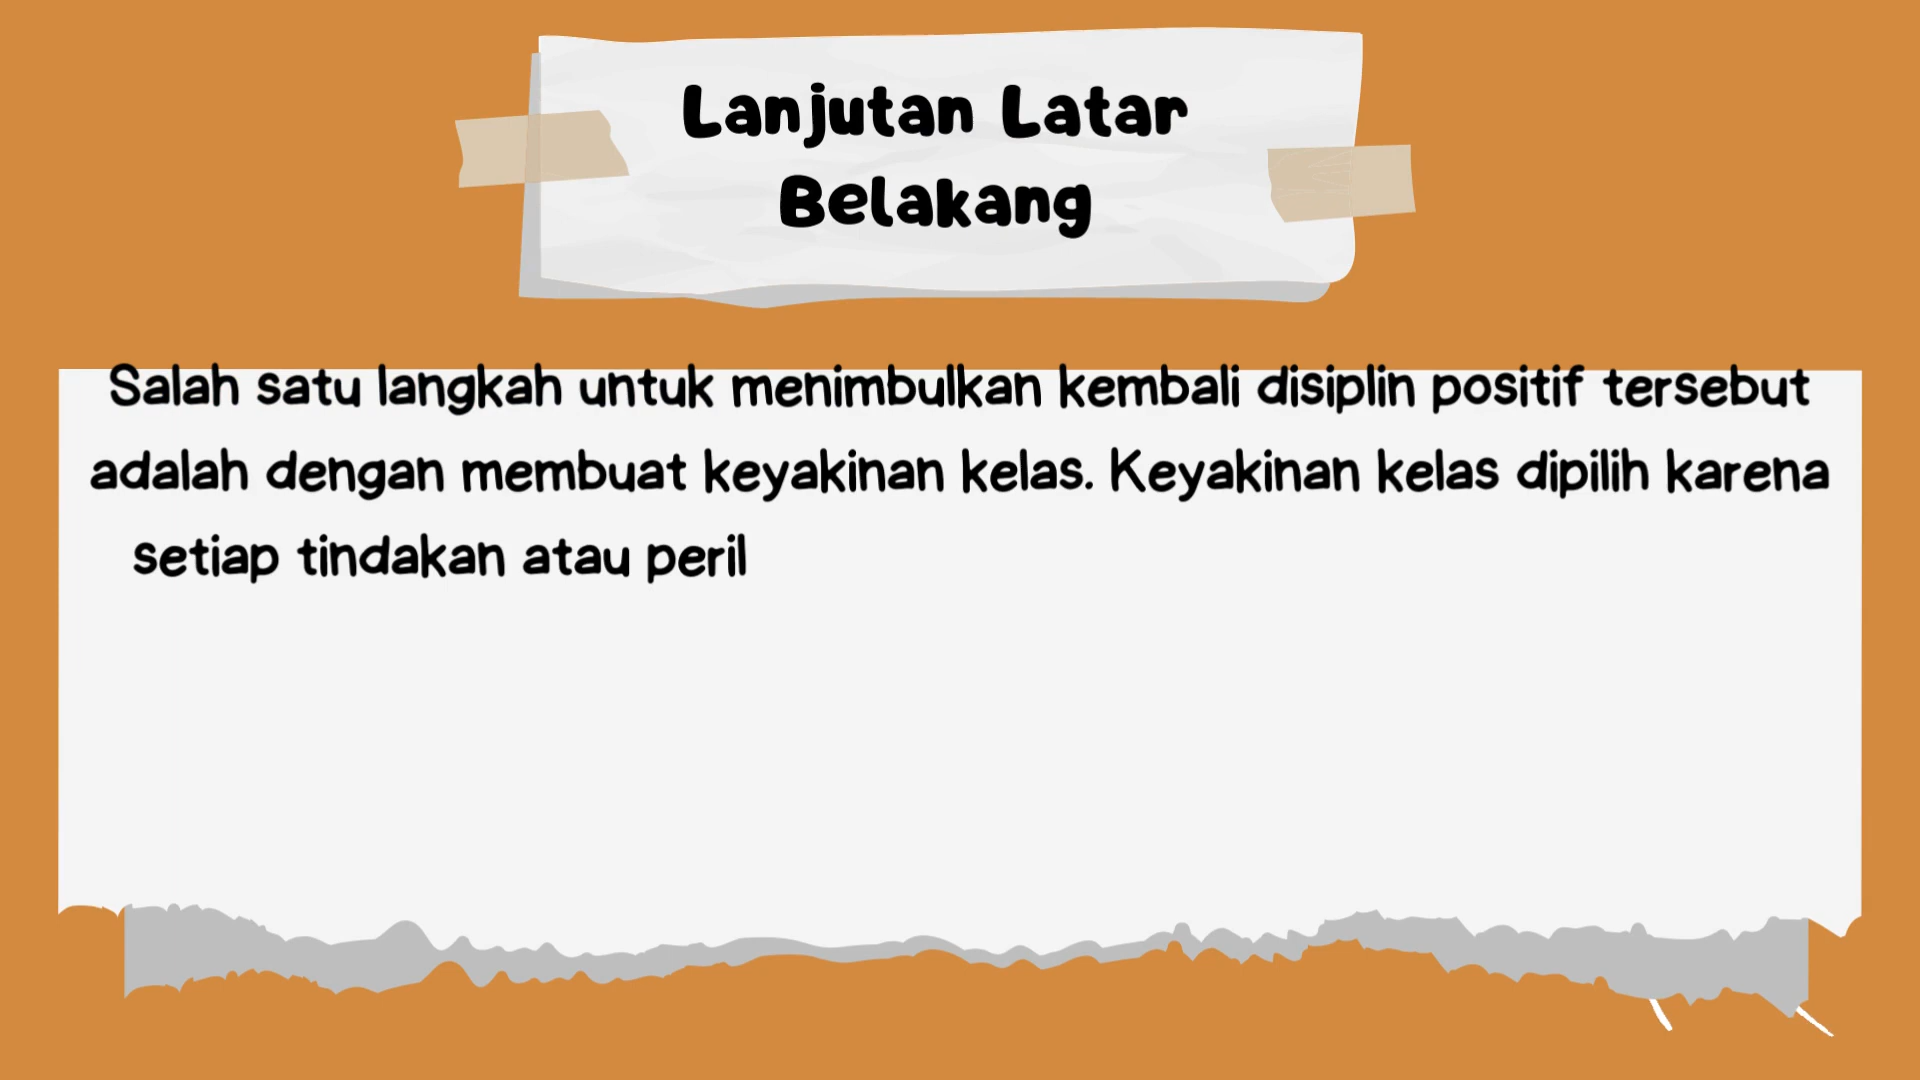 Lanjutan Latar
Belakang
Salah satu langkah untuk menimbulkan kembali disiplin positif tersebut
adalah dengan membuat keyakinan kelas. Keyakinan kelas dipilih karena
setiap tindakan atau peril